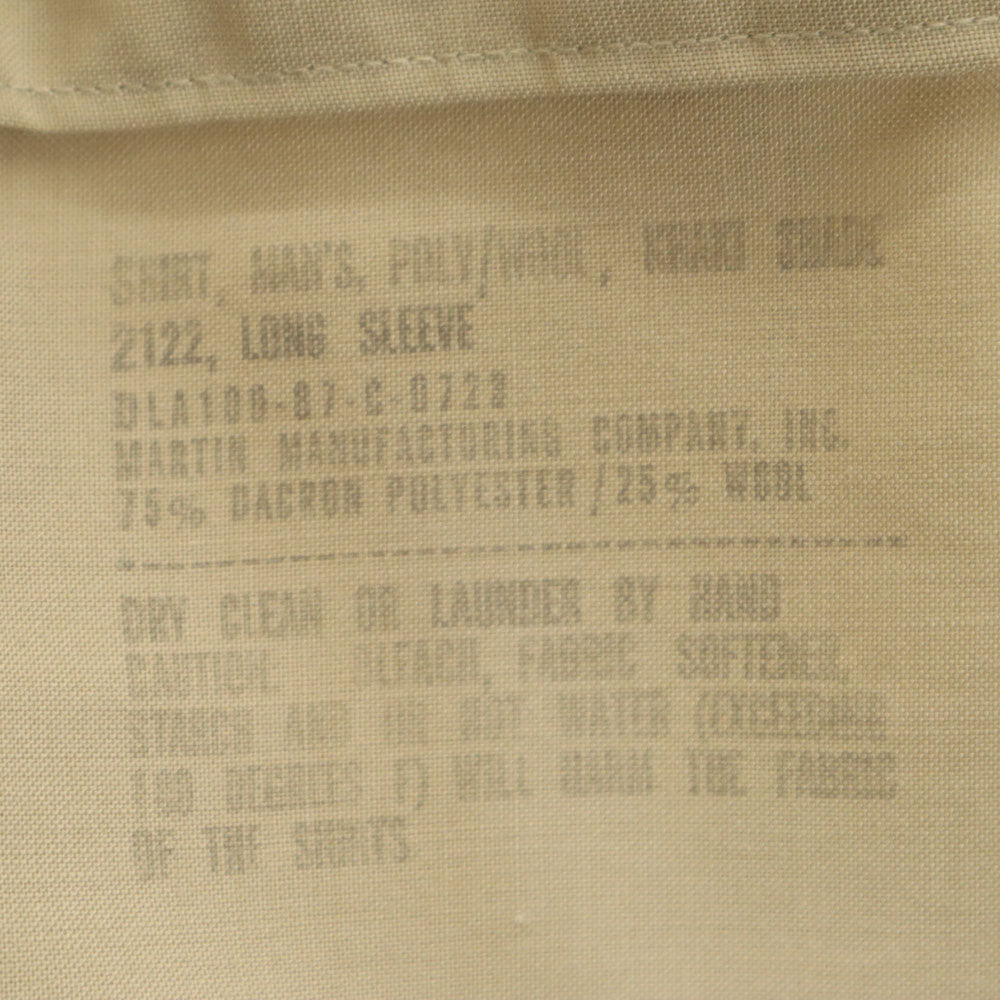 SHIRT, MAN'S, POLY/WOOL, KHAKI SHADE
2122, LONG SLEEVE
DLA100-87-C-0723
MARTIN MANUFACTURING COMPANY, INC.
75% DACRON POLYESTER/25% WOOL
DRY CLEAN OR LAUNDER BY HAND
CAUTION BLEACH, FABRIC SOFTENER,
STARCH AND OR HOT WATER (EXCEEDING
DEGREES F) WILL HARM THE FABRIC
OF THE SHIRTS